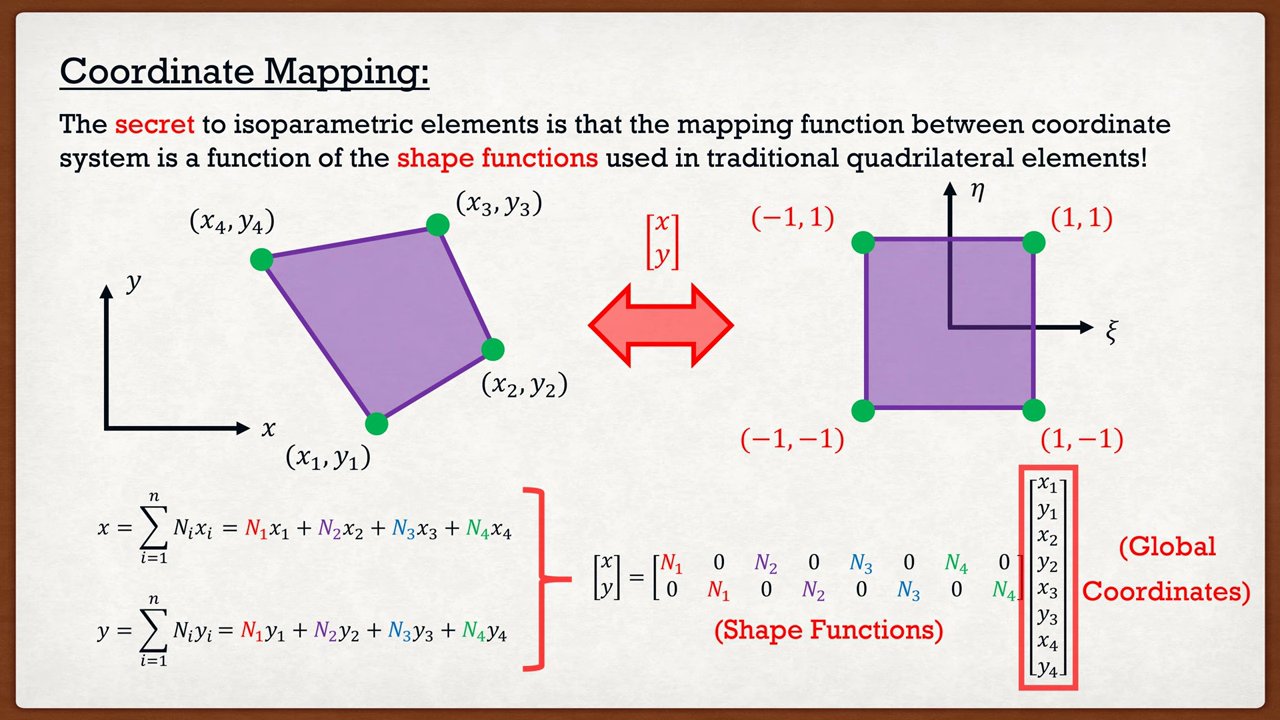 Coordinate Mapping:
The secret to isoparametric elements is that the mapping function between coordinate
system is a function of the shape functions used in traditional quadrilateral elements!
(x₄, y₄)
(x₃, y₃)
y
x
(x₂, y₂)
(x₁, y₁)
[x
y]
(−1, 1)
η
(1, 1)
ξ
(−1, −1)
(1, −1)
x = ∑ᵢ₌₁ⁿ Nᵢxᵢ = N₁x₁ + N₂x₂ + N₃x₃ + N₄x₄
y = ∑ᵢ₌₁ⁿ Nᵢyᵢ = N₁y₁ + N₂y₂ + N₃y₃ + N₄y₄
[x
y] =
[N₁ 0 N₂ 0 N₃ 0 N₄ 0
0 N₁ 0 N₂ 0 N₃ 0 N₄]
(Shape Functions)
[x₁
y₁
x₂
y₂
x₃
y₃
x₄
y₄]
(Global
Coordinates)